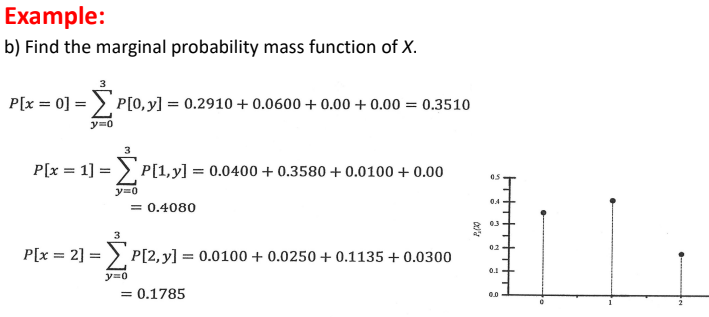 Example:
b) Find the marginal probability mass function of X.
3
P[x = 0] = ∑ P[0, y] = 0.2910 + 0.0600 + 0.00 + 0.00 = 0.3510
y=0
3
P[x = 1] = ∑ P[1, y] = 0.0400 + 0.3580 + 0.0100 + 0.00
y=0
= 0.4080
3
P[x = 2] = ∑ P[2, y] = 0.0100 + 0.0250 + 0.1135 + 0.0300
y=0
= 0.1785
0.5
0.4
0.3
0.2
0.1
0.0
0 1 2